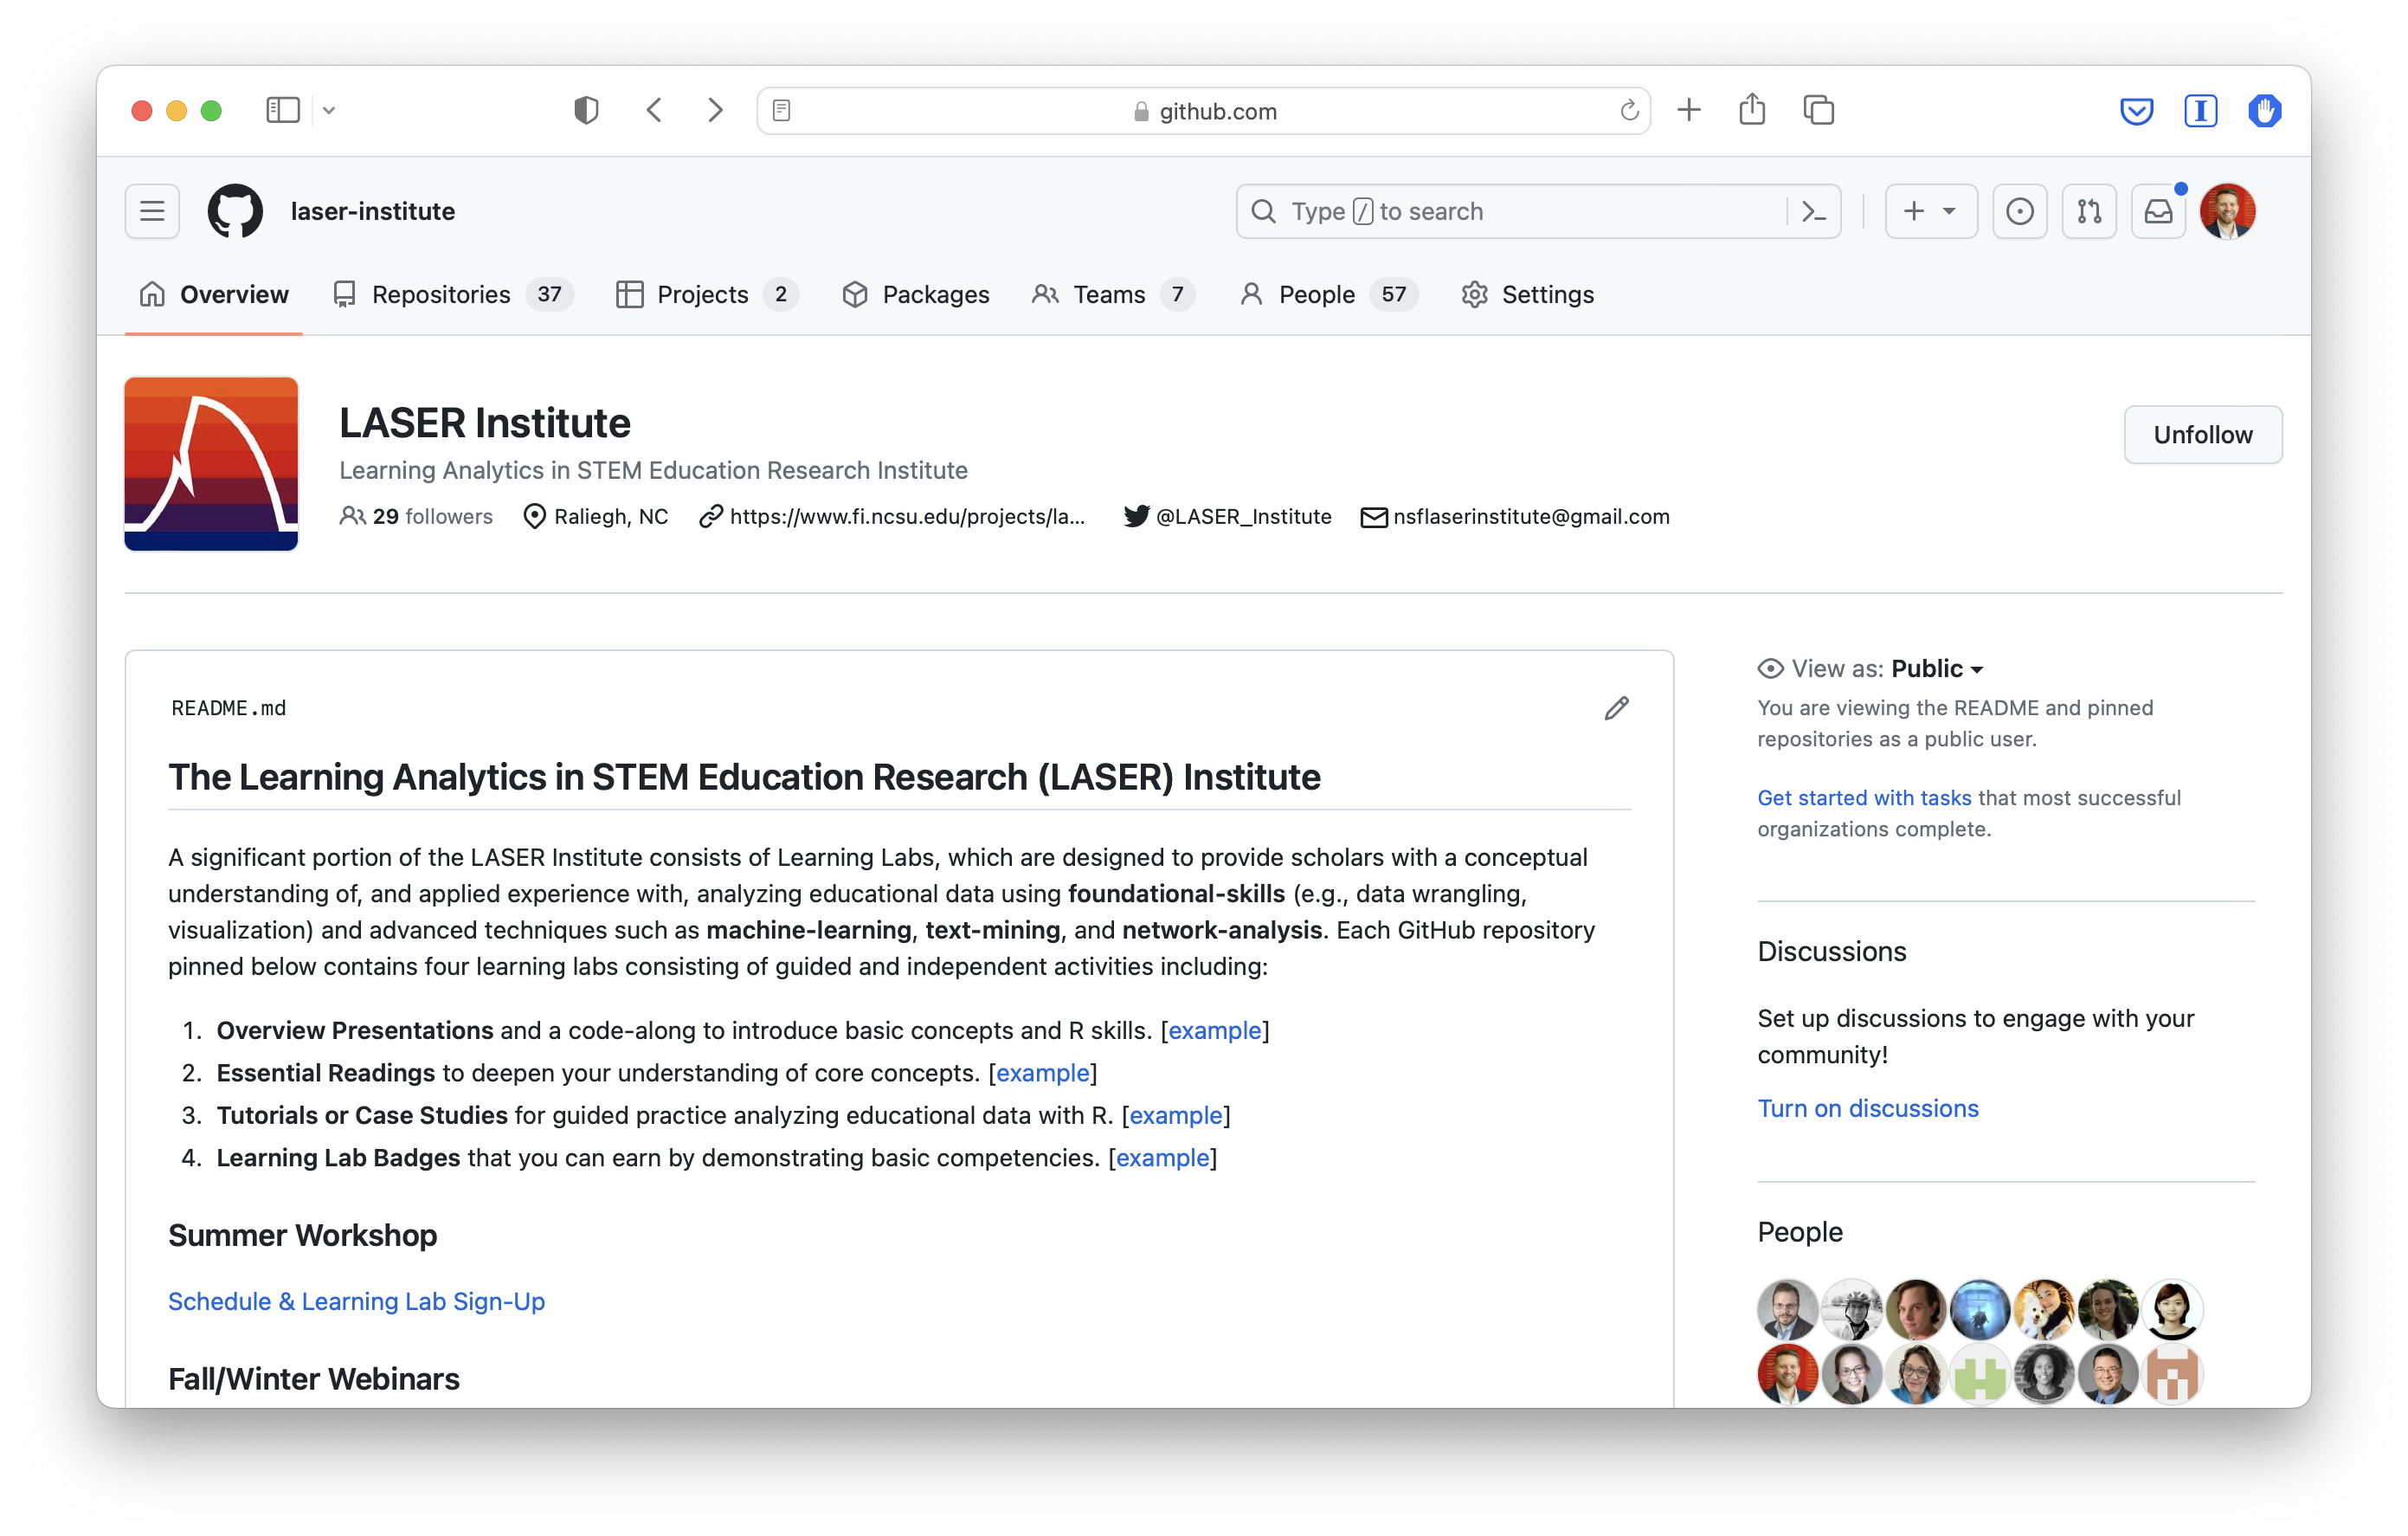 github.com
laser-institute
Type / to search
Overview
Repositories 37
Projects 2
Packages
Teams 7
People 57
Settings
LASER Institute
Learning Analytics in STEM Education Research Institute
29 followers
Raliegh, NC
https://www.fi.ncsu.edu/projects/la...
@LASER_Institute
nsflaserinstitute@gmail.com
Unfollow
README.md
The Learning Analytics in STEM Education Research (LASER) Institute
A significant portion of the LASER Institute consists of Learning Labs, which are designed to provide scholars with a conceptual
understanding of, and applied experience with, analyzing educational data using foundational-skills (e.g., data wrangling,
visualization) and advanced techniques such as machine-learning, text-mining, and network-analysis. Each GitHub repository
pinned below contains four learning labs consisting of guided and independent activities including:
1. Overview Presentations and a code-along to introduce basic concepts and R skills. [example]
2. Essential Readings to deepen your understanding of core concepts. [example]
3. Tutorials or Case Studies for guided practice analyzing educational data with R. [example]
4. Learning Lab Badges that you can earn by demonstrating basic competencies. [example]
Summer Workshop
Schedule & Learning Lab Sign-Up
Fall/Winter Webinars
View as: Public
You are viewing the README and pinned
repositories as a public user.
Get started with tasks that most successful
organizations complete.
Discussions
Set up discussions to engage with your
community!
Turn on discussions
People